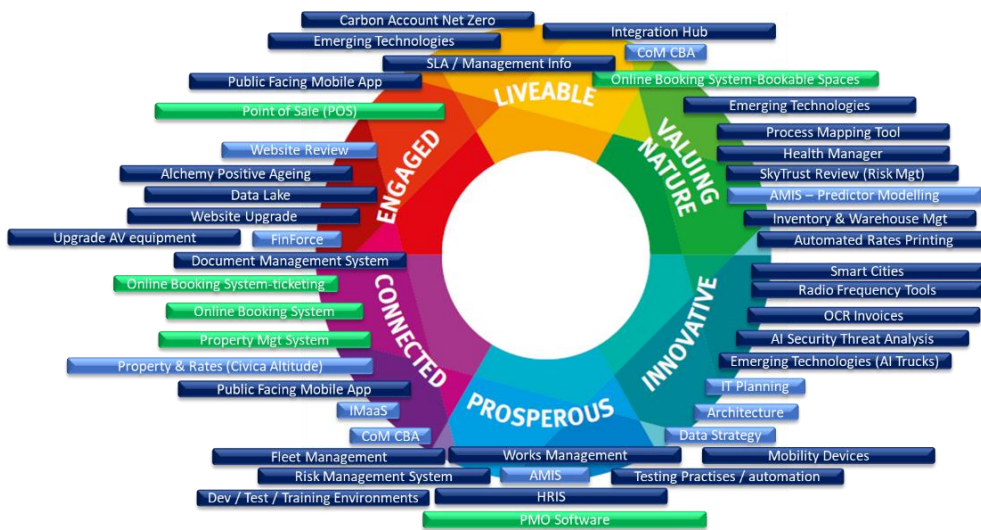 Carbon Account Net Zero
Integration Hub
Emerging Technologies
CoM CBA
SLA / Management Info
Public Facing Mobile App
Online Booking System-Bookable Spaces
LIVEABLE
Point of Sale (POS)
Emerging Technologies
Process Mapping Tool
Website Review
Health Manager
ENGAGED
VALUING
NATURE
Alchemy Positive Ageing
SkyTrust Review (Risk Mgt)
Data Lake
AMIS – Predictor Modelling
Website Upgrade
Inventory & Warehouse Mgt
Upgrade AV equipment
FinForce
Automated Rates Printing
Document Management System
Smart Cities
Online Booking System-ticketing
Radio Frequency Tools
Online Booking System
OCR Invoices
CONNECTED
INNOVATIVE
Property Mgt System
AI Security Threat Analysis
Property & Rates (Civica Altitude)
Emerging Technologies (AI Trucks)
Public Facing Mobile App
IT Planning
PROSPEROUS
IMaaS
Architecture
CoM CBA
Data Strategy
Fleet Management
Works Management
Mobility Devices
Risk Management System
AMIS
Testing Practises / automation
Dev / Test / Training Environments
HRIS
PMO Software